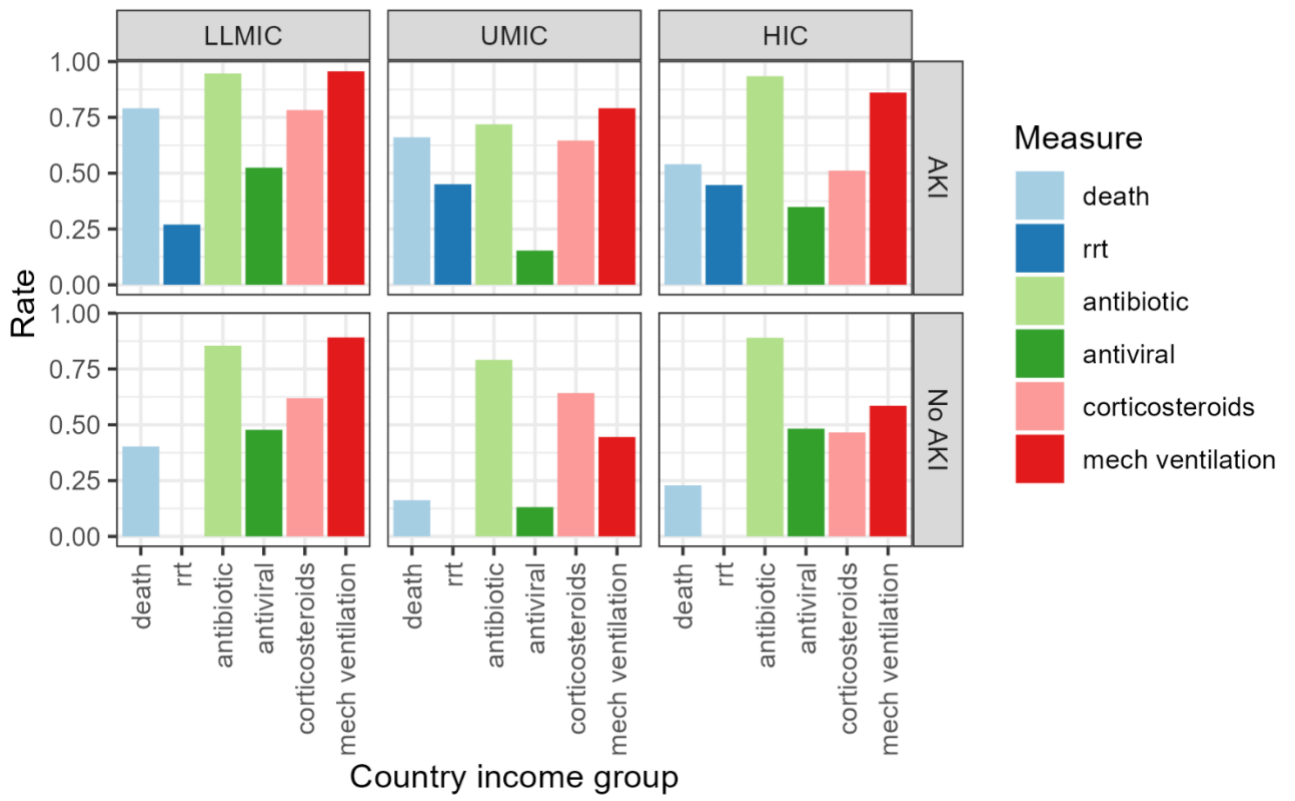 LLMIC UMIC HIC
1.00
0.75
0.50
0.25
0.00
AKI
1.00
0.75
0.50
0.25
0.00
No AKI
Rate
death rrt antibiotic antiviral corticosteroids mech ventilation death rrt antibiotic antiviral corticosteroids mech ventilation death rrt antibiotic antiviral corticosteroids mech ventilation
Country income group
Measure
death
rrt
antibiotic
antiviral
corticosteroids
mech ventilation